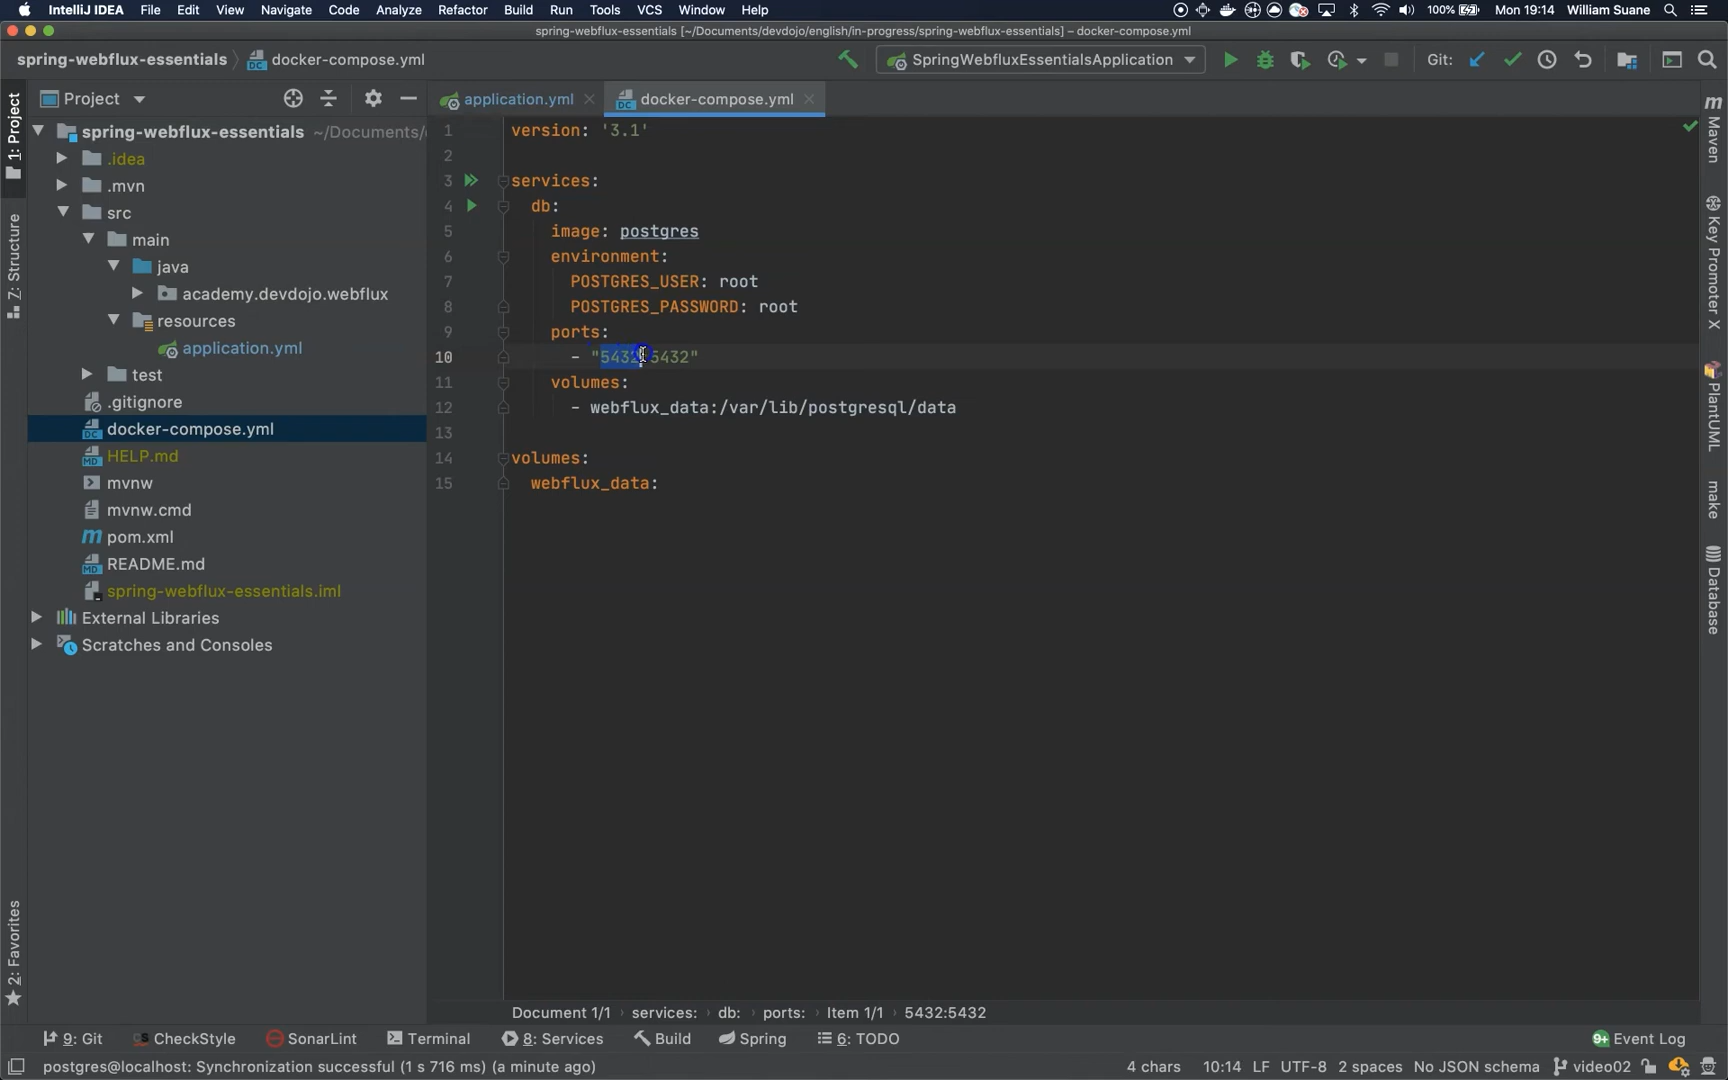 IntelliJ IDEA File Edit View Navigate Code Analyze Refactor Build Run Tools VCS Window Help 100% Mon 19:14 William Suane
spring-webflux-essentials [~/Documents/devdojo/english/in-progress/spring-webflux-essentials] – docker-compose.yml
spring-webflux-essentials docker-compose.yml SpringWebfluxEssentialsApplication Git:
Project application.yml docker-compose.yml
1: Project
Z: Structure
2: Favorites
spring-webflux-essentials ~/Documents/
.idea
.mvn
src
main
java
academy.devdojo.webflux
resources
application.yml
test
.gitignore
docker-compose.yml
HELP.md
mvnw
mvnw.cmd
pom.xml
README.md
spring-webflux-essentials.iml
External Libraries
Scratches and Consoles
1 version: '3.1'
2
3 services:
4 db:
5 image: postgres
6 environment:
7 POSTGRES_USER: root
8 POSTGRES_PASSWORD: root
9 ports:
10 - "5432:5432"
11 volumes:
12 - webflux_data:/var/lib/postgresql/data
13
14 volumes:
15 webflux_data:
Maven
Key Promoter X
PlantUML
make
Database
Document 1/1 services: db: ports: Item 1/1 5432:5432
9: Git CheckStyle SonarLint Terminal 8: Services Build Spring 6: TODO 9+ Event Log
postgres@localhost: Synchronization successful (1 s 716 ms) (a minute ago) 4 chars 10:14 LF UTF-8 2 spaces No JSON schema video02